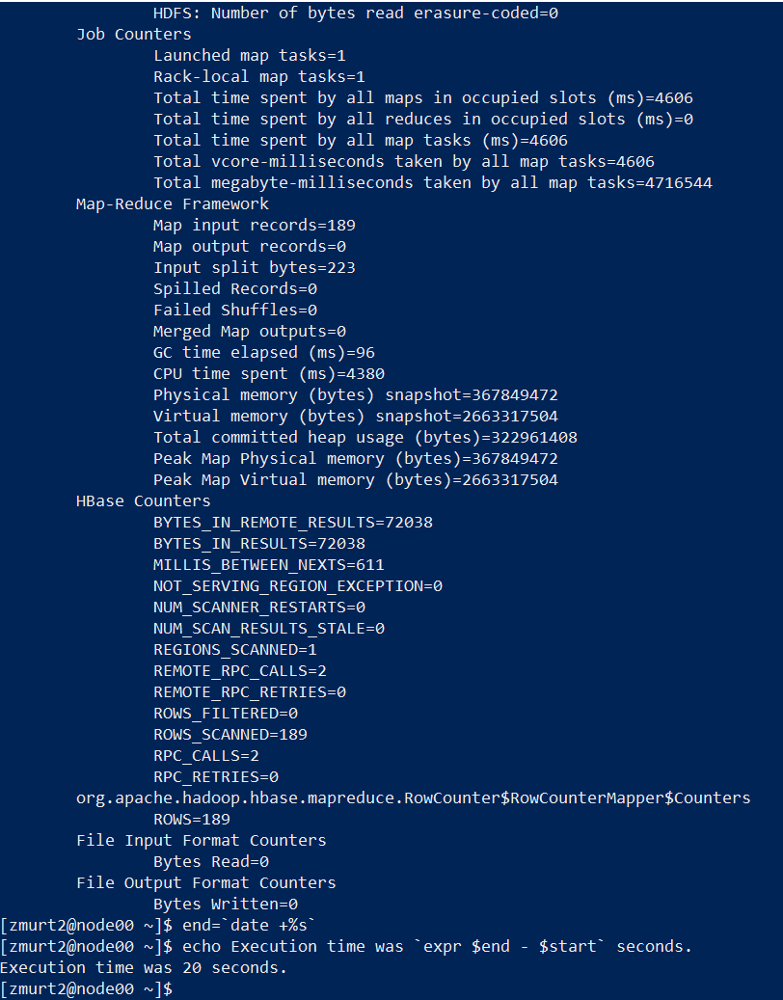 HDFS: Number of bytes read erasure-coded=0
Job Counters
Launched map tasks=1
Rack-local map tasks=1
Total time spent by all maps in occupied slots (ms)=4606
Total time spent by all reduces in occupied slots (ms)=0
Total time spent by all map tasks (ms)=4606
Total vcore-milliseconds taken by all map tasks=4606
Total megabyte-milliseconds taken by all map tasks=4716544
Map-Reduce Framework
Map input records=189
Map output records=0
Input split bytes=223
Spilled Records=0
Failed Shuffles=0
Merged Map outputs=0
GC time elapsed (ms)=96
CPU time spent (ms)=4380
Physical memory (bytes) snapshot=367849472
Virtual memory (bytes) snapshot=2663317504
Total committed heap usage (bytes)=322961408
Peak Map Physical memory (bytes)=367849472
Peak Map Virtual memory (bytes)=2663317504
HBase Counters
BYTES_IN_REMOTE_RESULTS=72038
BYTES_IN_RESULTS=72038
MILLIS_BETWEEN_NEXTS=611
NOT_SERVING_REGION_EXCEPTION=0
NUM_SCANNER_RESTARTS=0
NUM_SCAN_RESULTS_STALE=0
REGIONS_SCANNED=1
REMOTE_RPC_CALLS=2
REMOTE_RPC_RETRIES=0
ROWS_FILTERED=0
ROWS_SCANNED=189
RPC_CALLS=2
RPC_RETRIES=0
org.apache.hadoop.hbase.mapreduce.RowCounter$RowCounterMapper$Counters
ROWS=189
File Input Format Counters
Bytes Read=0
File Output Format Counters
Bytes Written=0
[zmurt2@node00 ~]$ end=`date +%s`
[zmurt2@node00 ~]$ echo Execution time was `expr $end - $start` seconds.
Execution time was 20 seconds.
[zmurt2@node00 ~]$